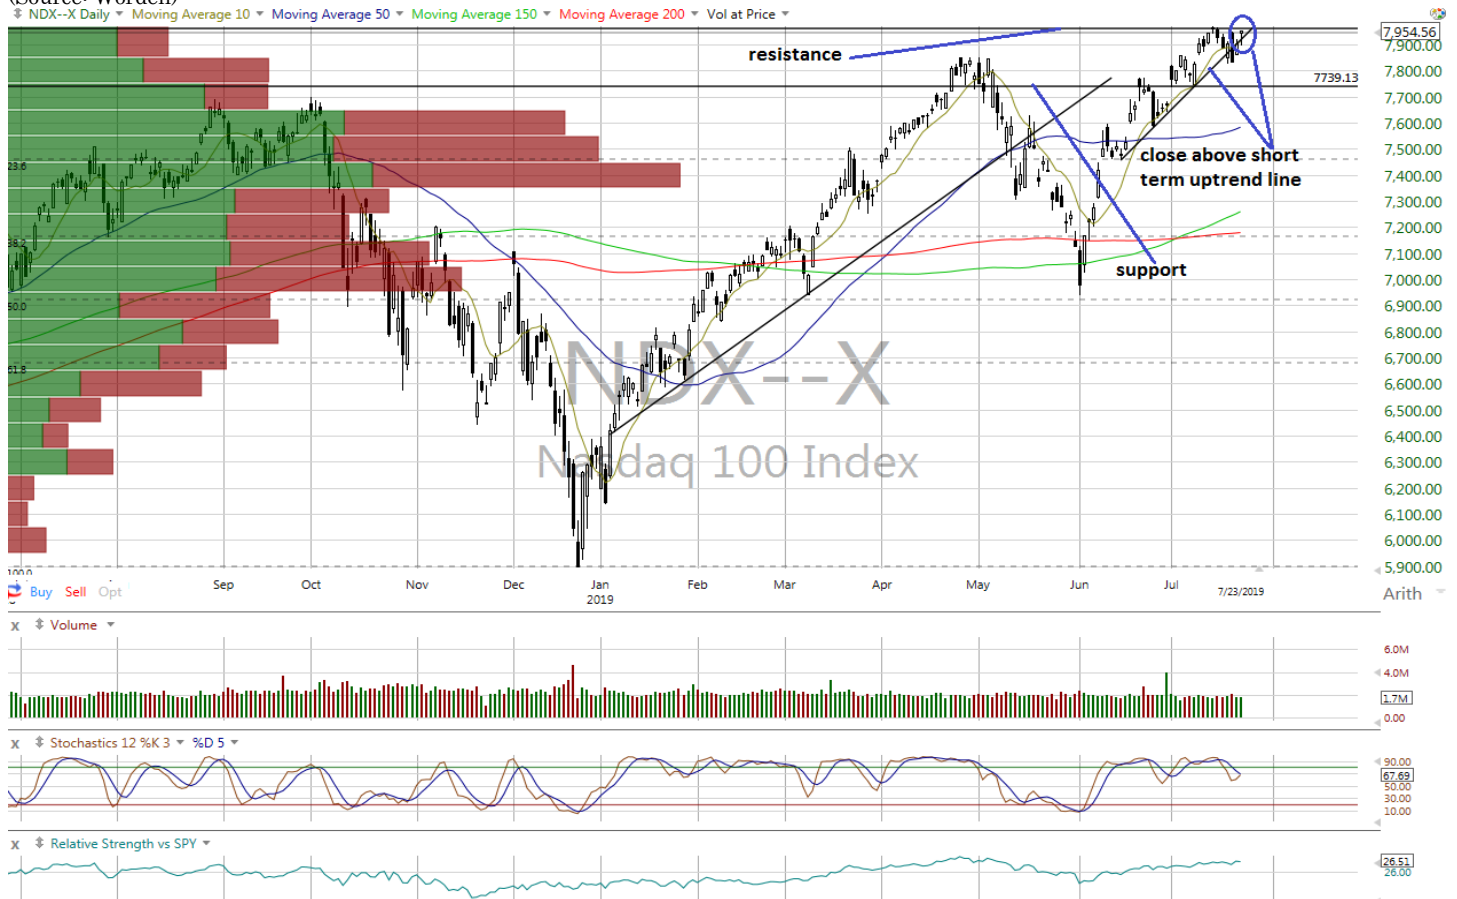 (Source: Worden)
NDX--X Daily Moving Average 10 Moving Average 50 Moving Average 150 Moving Average 200 Vol at Price
7,954.56
7,900.00
7,800.00
7,700.00
7,600.00
7,500.00
7,400.00
7,300.00
7,200.00
7,100.00
7,000.00
6,900.00
6,800.00
6,700.00
6,600.00
6,500.00
6,400.00
6,300.00
6,200.00
6,100.00
6,000.00
5,900.00
Arith
resistance
7739.13
close above short
term uptrend line
support
23.6
38.2
50.0
61.8
100.0
NDX--X
Nasdaq 100 Index
Sep Oct Nov Dec Jan Feb Mar Apr May Jun Jul
2019
7/23/2019
Buy Sell Opt
x Volume
6.0M
4.0M
1.7M
0.00
x Stochastics 12 %K 3 %D 5
90.00
67.69
50.00
30.00
10.00
x Relative Strength vs SPY
26.51
26.00